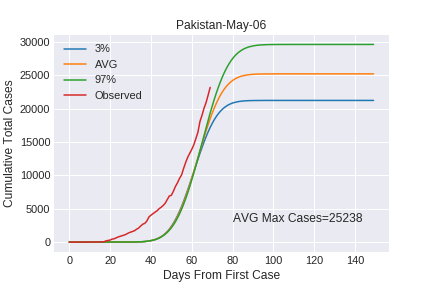 Pakistan-May-06
30000
25000
20000
15000
10000
5000
0
Cumulative Total Cases
3%
AVG
97%
Observed
AVG Max Cases=25238
0 20 40 60 80 100 120 140
Days From First Case